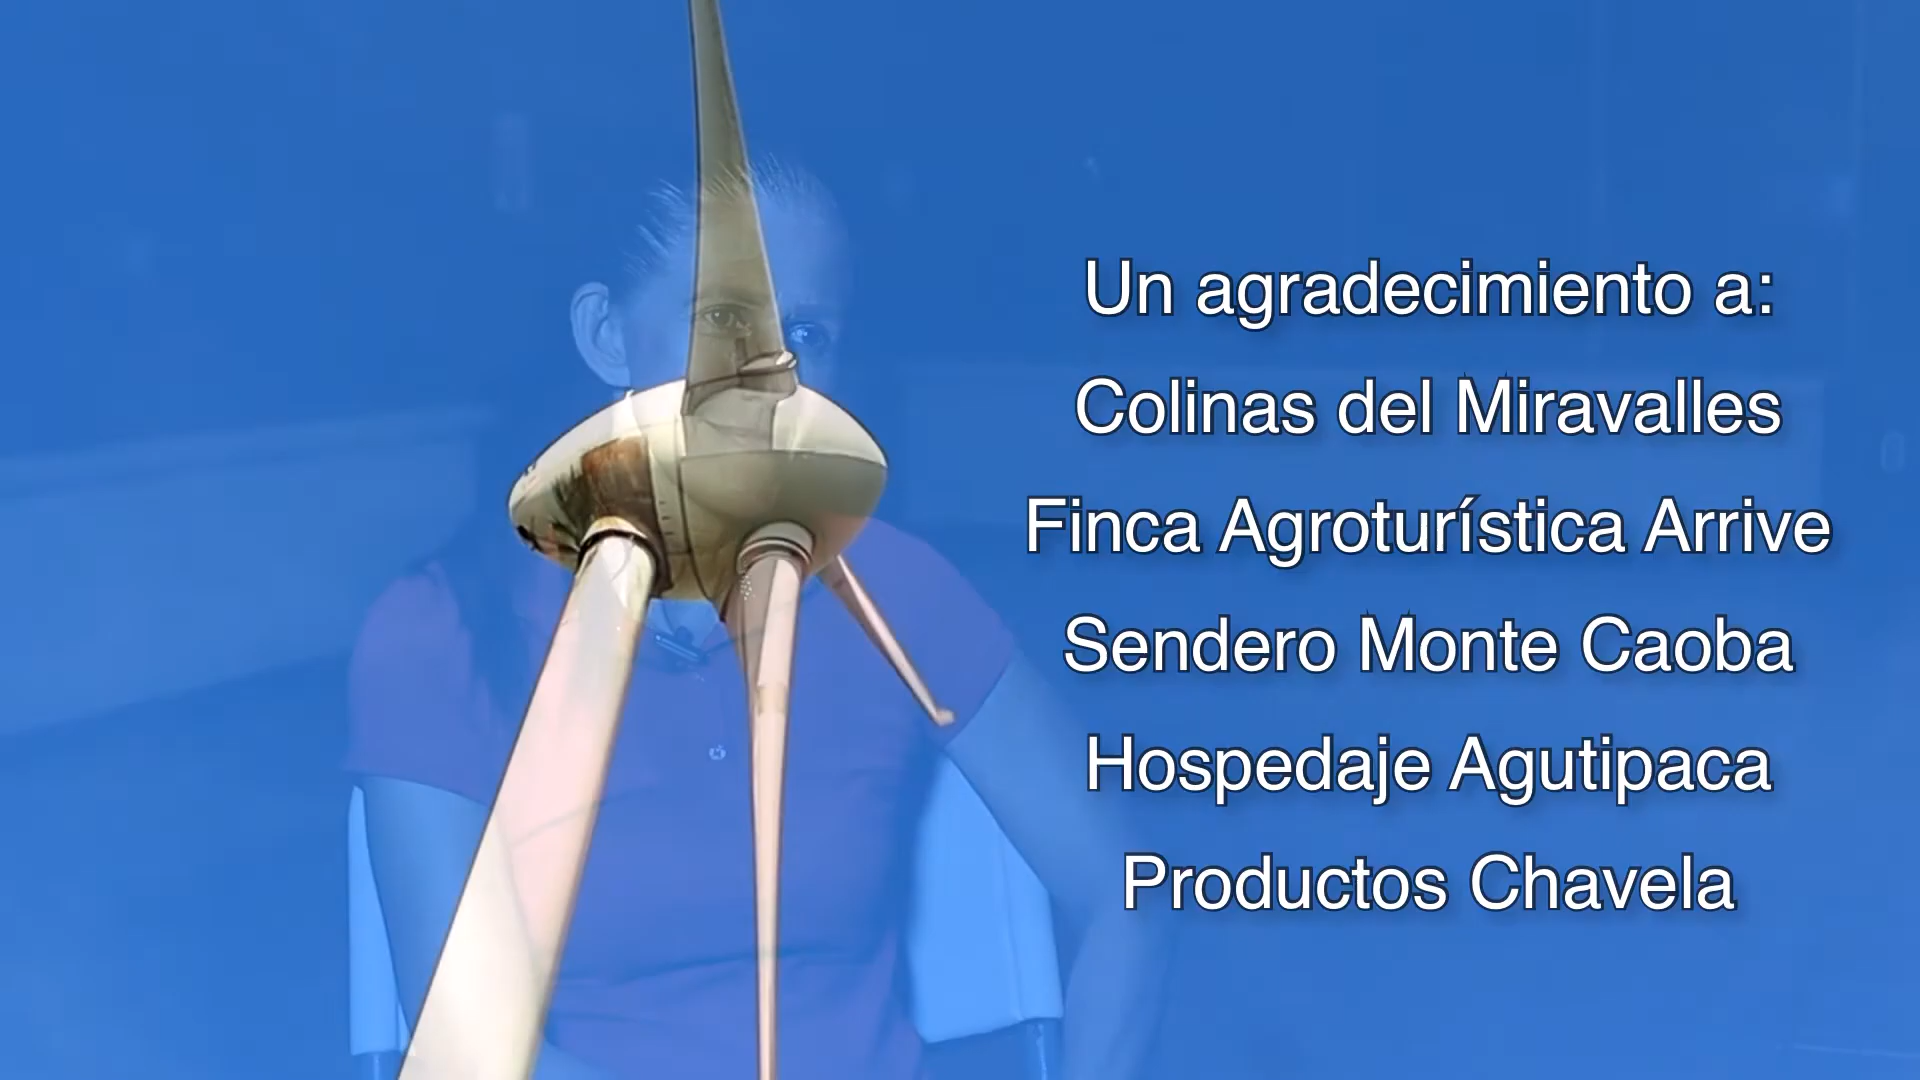 Un agradecimiento a:
Colinas del Miravalles
Finca Agroturística Arrive
Sendero Monte Caoba
Hospedaje Agutipaca
Productos Chavela